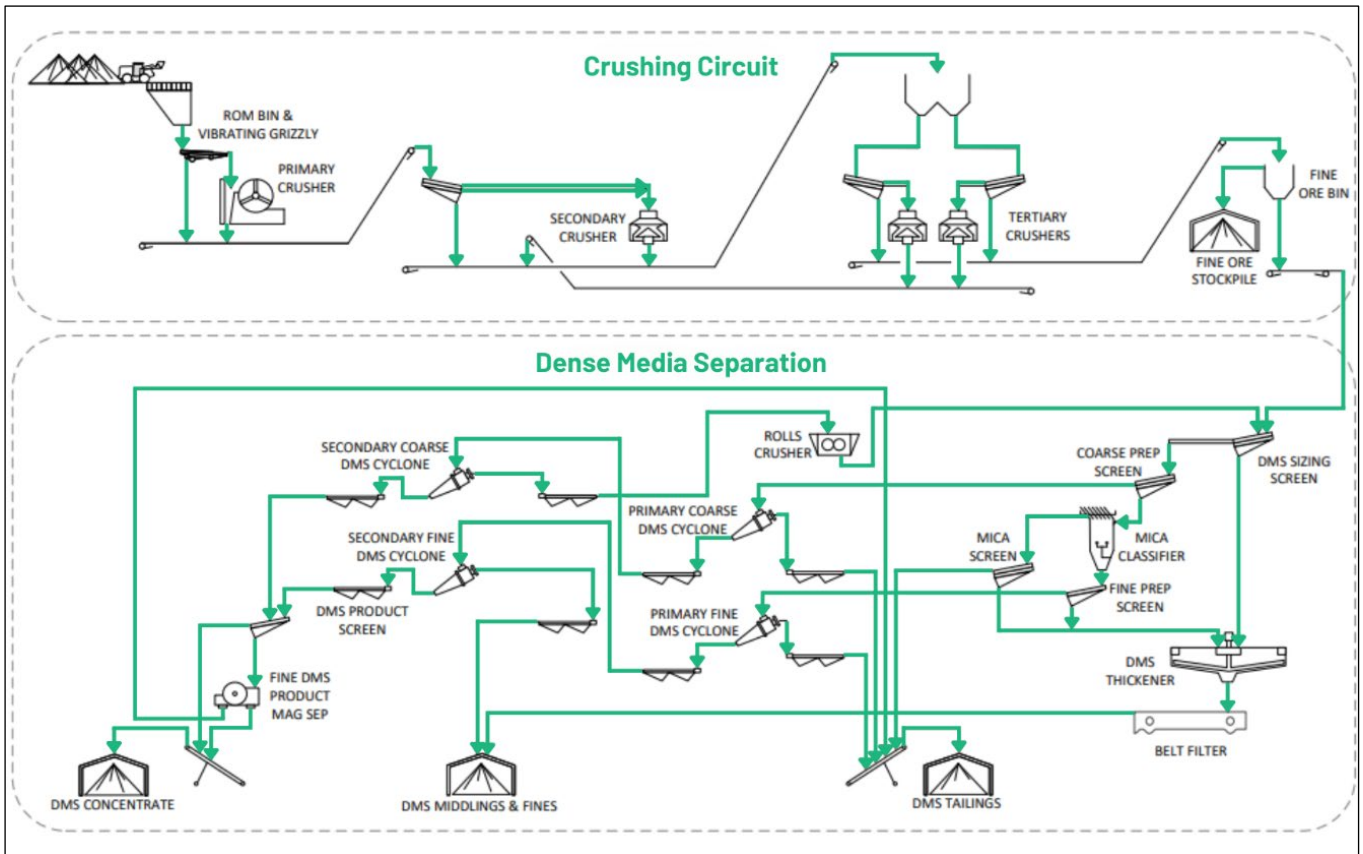 Crushing Circuit
ROM BIN &
VIBRATING GRIZZLY
PRIMARY
CRUSHER
SECONDARY
CRUSHER
TERTIARY
CRUSHERS
FINE
ORE BIN
FINE ORE
STOCKPILE
Dense Media Separation
SECONDARY COARSE
DMS CYCLONE
ROLLS
CRUSHER
COARSE PREP
SCREEN
DMS SIZING
SCREEN
PRIMARY COARSE
DMS CYCLONE
SECONDARY FINE
DMS CYCLONE
MICA
SCREEN
MICA
CLASSIFIER
DMS PRODUCT
SCREEN
PRIMARY FINE
DMS CYCLONE
FINE PREP
SCREEN
FINE DMS
PRODUCT
MAG SEP
DMS
THICKENER
BELT FILTER
DMS CONCENTRATE
DMS MIDDLINGS & FINES
DMS TAILINGS